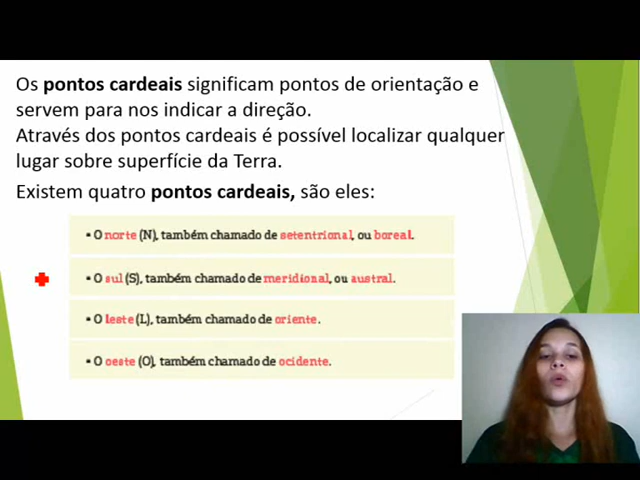 Os pontos cardeais significam pontos de orientação e
servem para nos indicar a direção.
Através dos pontos cardeais é possível localizar qualquer
lugar sobre superfície da Terra.
Existem quatro pontos cardeais, são eles:
▪ O norte (N), também chamado de setentrional, ou boreal.
▪ O sul (S), também chamado de meridional, ou austral.
▪ O leste (L), também chamado de oriente.
▪ O oeste (O), também chamado de ocidente.